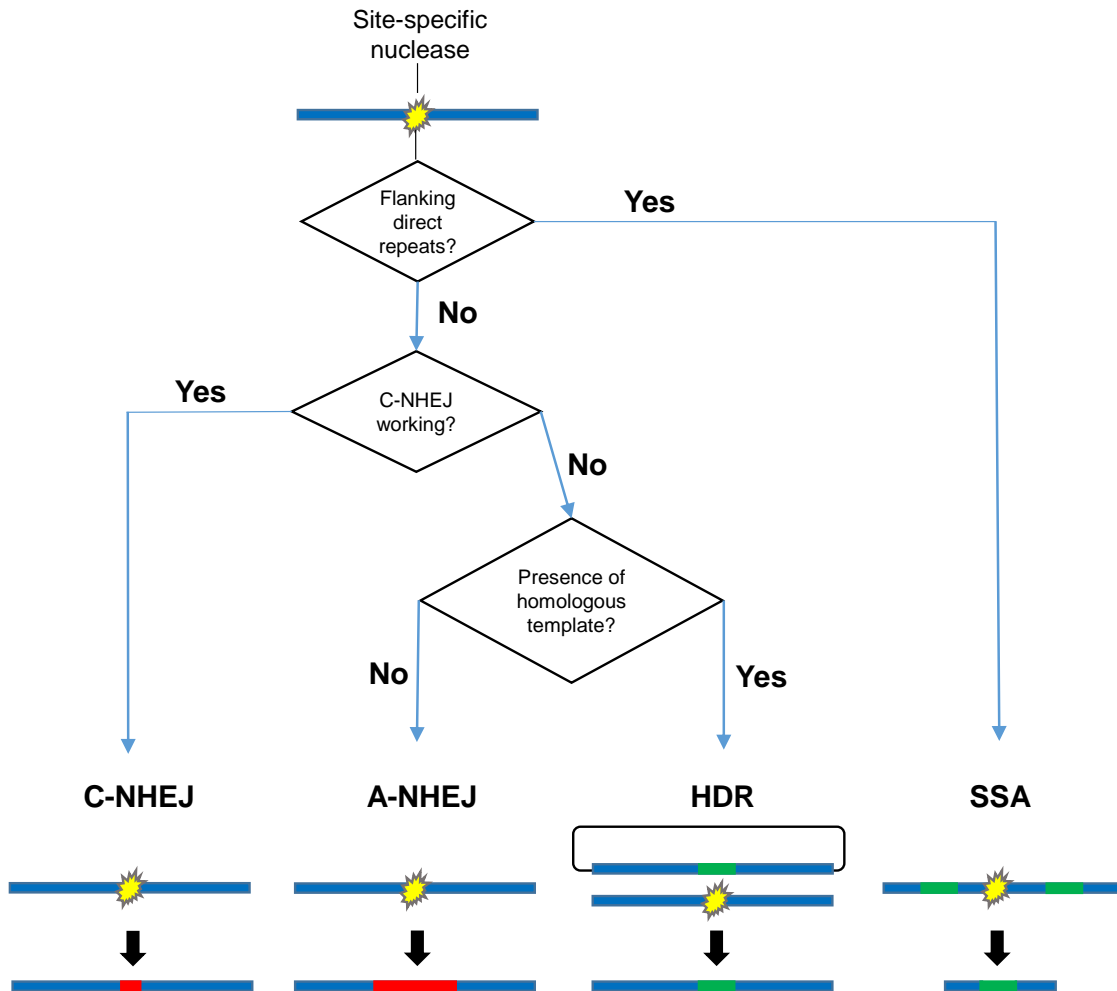 Site-specific
nuclease
Flanking
direct
repeats?
Yes
No
Yes
C-NHEJ
working?
No
Presence of
homologous
template?
No
Yes
C-NHEJ
A-NHEJ
HDR
SSA